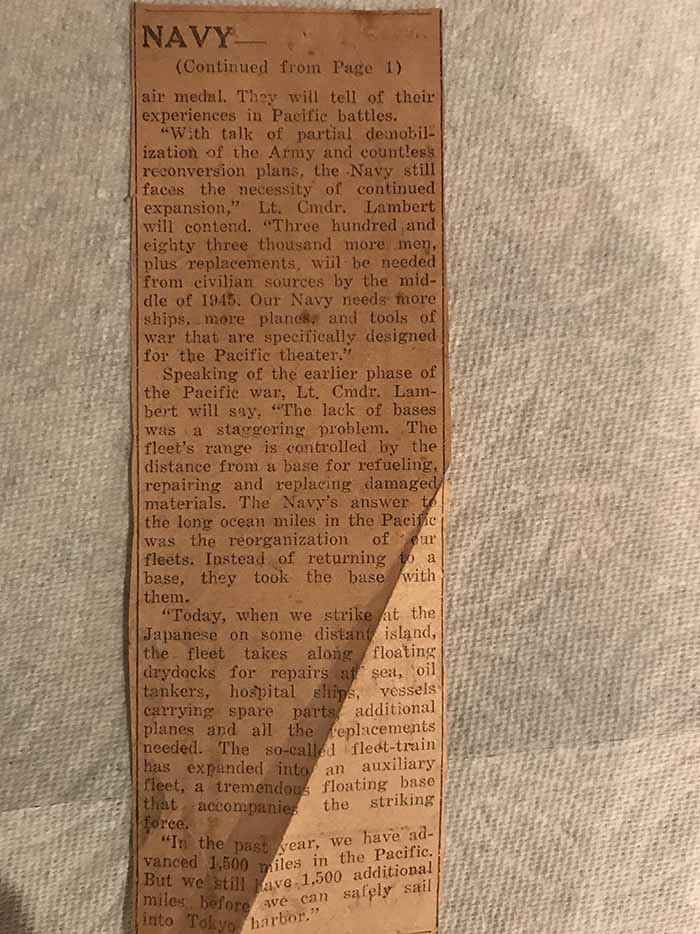 NAVY—
(Continued from Page 1)
air medal. They will tell of their
experiences in Pacific battles.
"With talk of partial demobil-
ization of the Army and countless
reconversion plans, the Navy still
faces the necessity of continued
expansion," Lt. Cmdr. Lambert
will contend. "Three hundred and
eighty three thousand more men,
plus replacements, will be needed
from civilian sources by the mid-
dle of 1945. Our Navy needs more
ships, more planes, and tools of
war that are specifically designed
for the Pacific theater."
Speaking of the earlier phase of
the Pacific war, Lt. Cmdr. Lam-
bert will say, "The lack of bases
was a staggering problem. The
fleet's range is controlled by the
distance from a base for refueling,
repairing and replacing damaged
materials. The Navy's answer to
the long ocean miles in the Pacific
was the reorganization of our
fleets. Instead of returning to a
base, they took the base with
them.
"Today, when we strike at the
Japanese on some distant island,
the fleet takes along floating
drydocks for repairs at sea, oil
tankers, hospital ships, vessels
carrying spare parts, additional
planes and all the replacements
needed. The so-called fleet-train
has expanded into an auxiliary
fleet, a tremendous floating base
that accompanies the striking
force.
"In the past year, we have ad-
vanced 1,500 miles in the Pacific.
But we still have 1,500 additional
miles before we can safely sail
into Tokyo harbor."